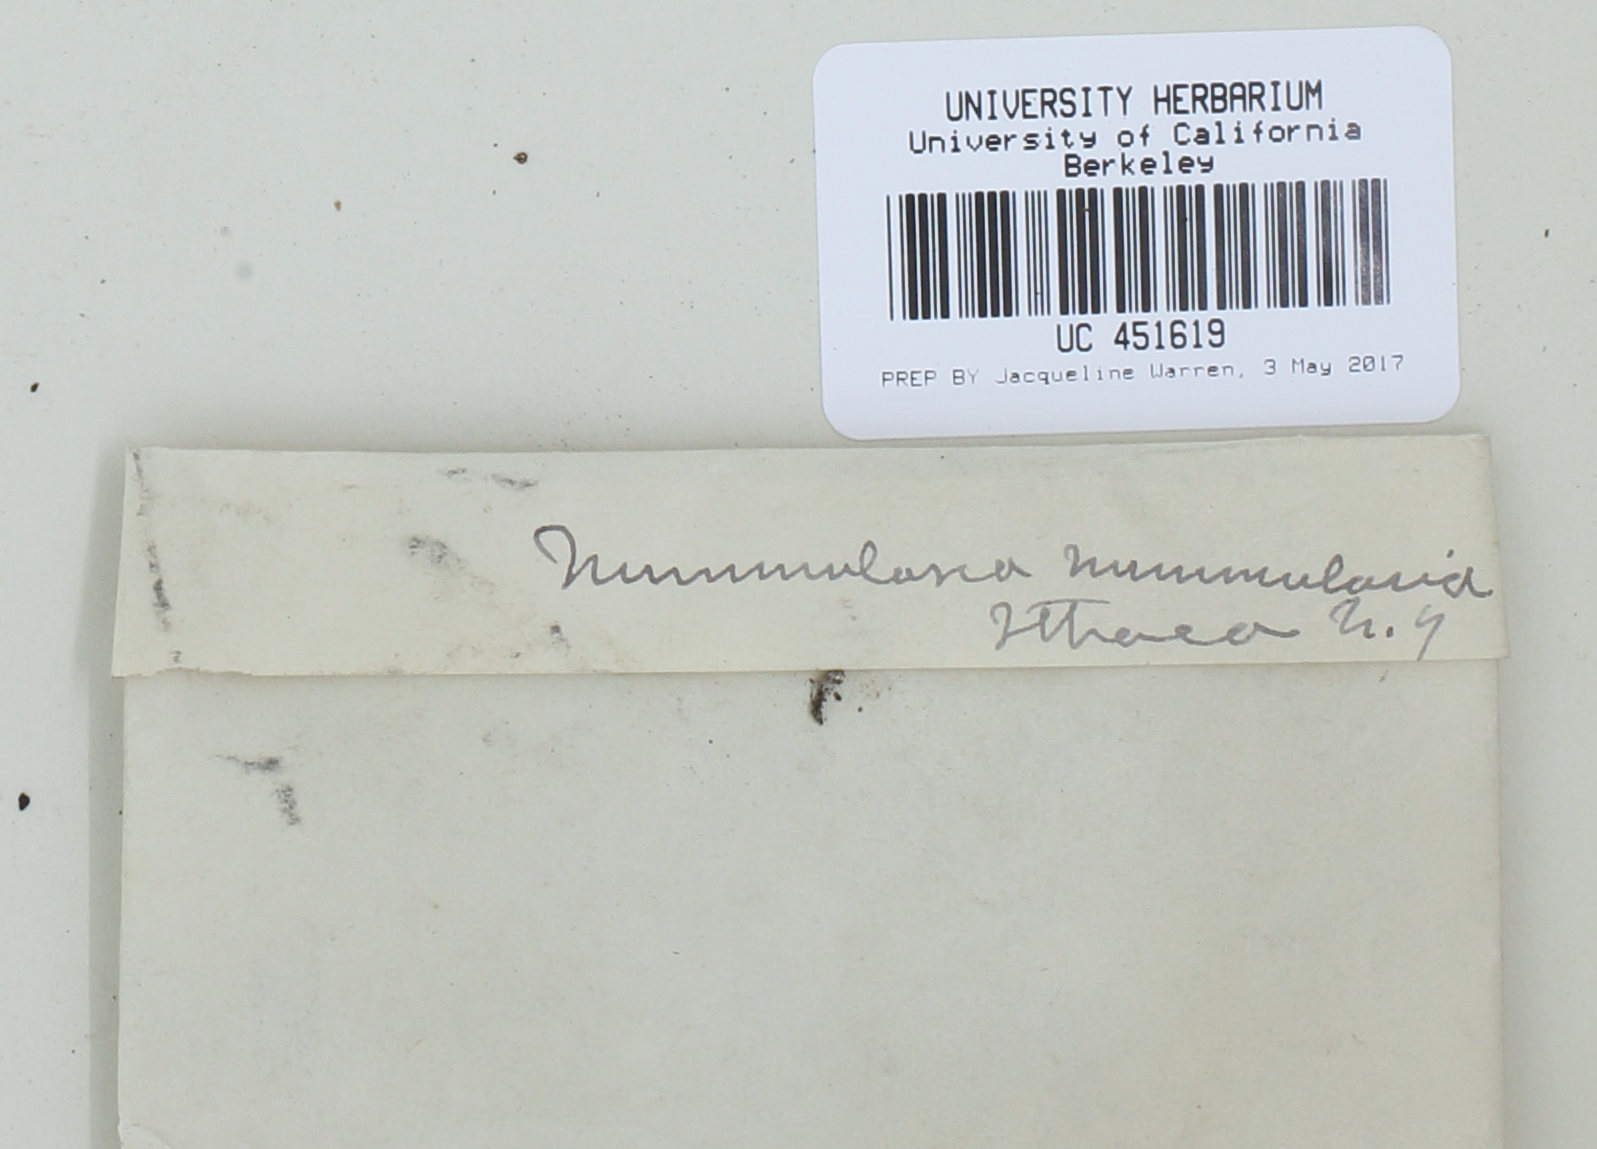 UNIVERSITY HERBARIUM
University of California
Berkeley
UC 451619
PREP BY Jacqueline Warren, 3 May 2017
Nummularia nummularia
Ithaca N.Y